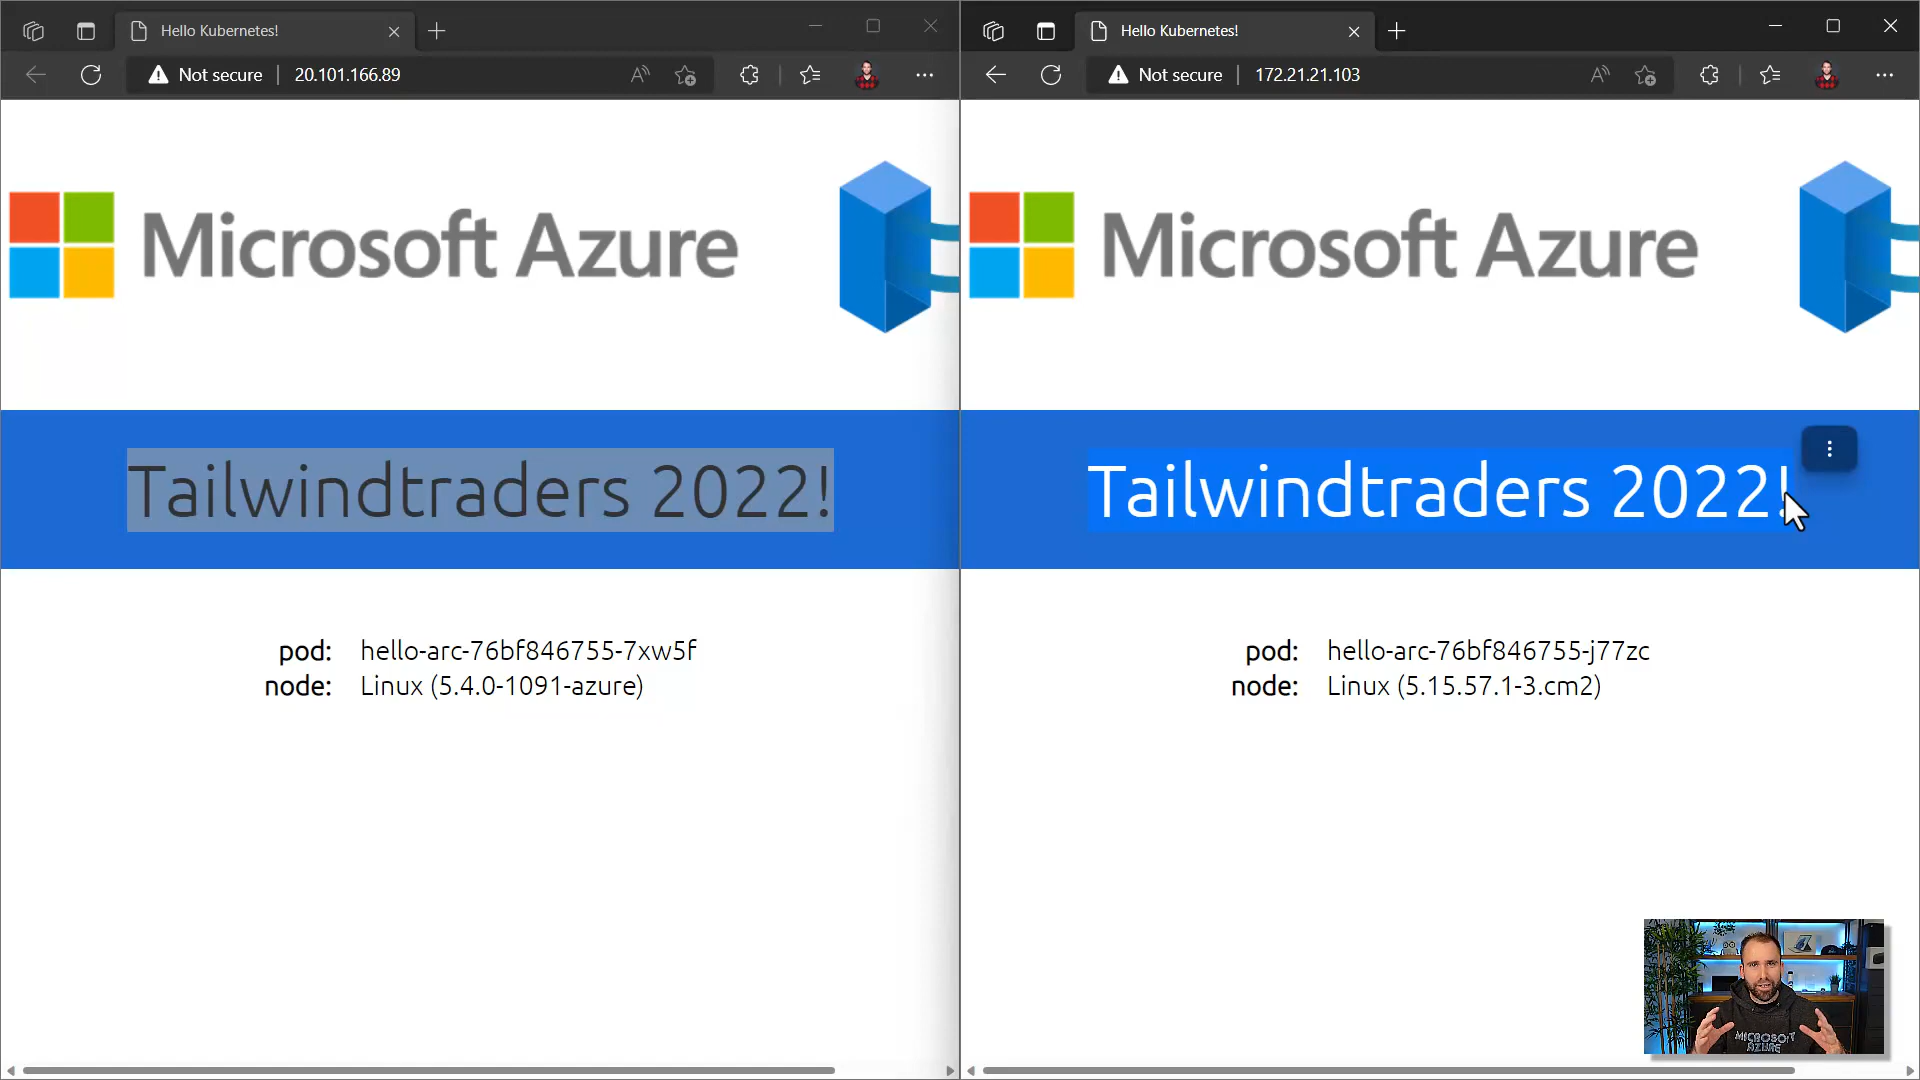 Hello Kubernetes!
Not secure
20.101.166.89
Microsoft Azure
Tailwindtraders 2022!
pod: hello-arc-76bf846755-7xw5f
node: Linux (5.4.0-1091-azure)
Hello Kubernetes!
Not secure
172.21.21.103
Microsoft Azure
Tailwindtraders 2022!
pod: hello-arc-76bf846755-j77zc
node: Linux (5.15.57.1-3.cm2)
MICROSOFT
AZURE